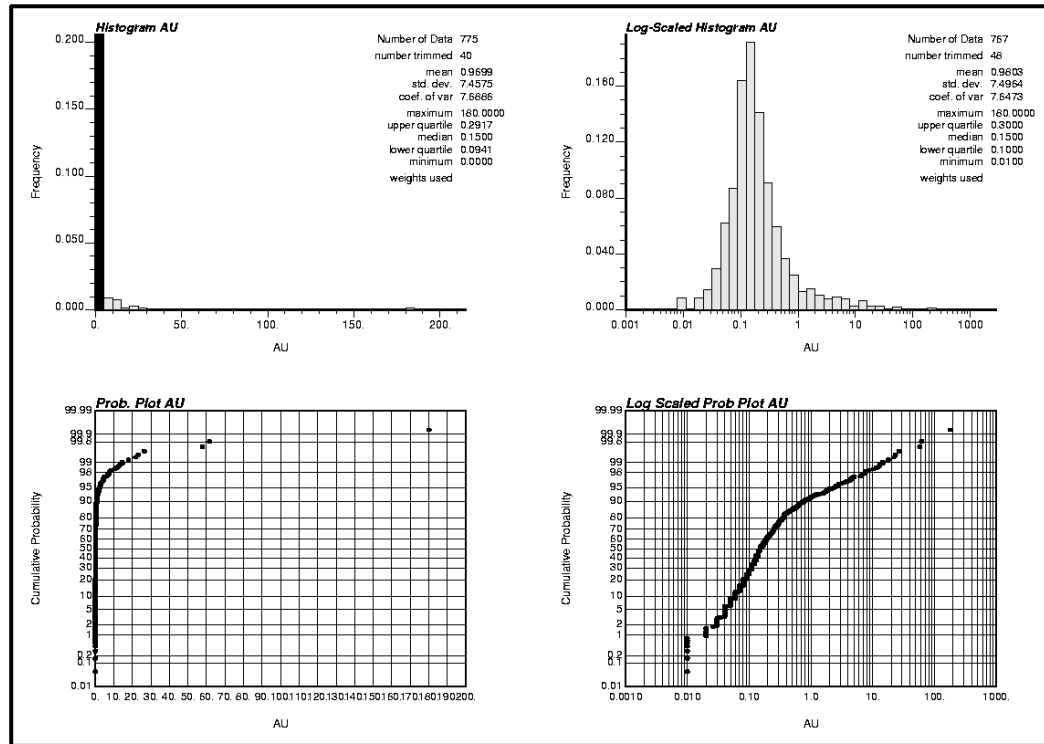 Histogram AU
Number of Data 775
number trimmed 40
mean 0.9699
std. dev. 7.4575
coef. of var 7.6886
maximum 180.0000
upper quartile 0.2917
median 0.1500
lower quartile 0.0941
minimum 0.0000
weights used
Frequency
0.200
0.150
0.100
0.050
0.000
0. 50. 100. 150. 200.
AU
Log-Scaled Histogram AU
Number of Data 767
number trimmed 48
mean 0.9803
std. dev. 7.4964
coef. of var 7.6473
maximum 180.0000
upper quartile 0.3000
median 0.1500
lower quartile 0.1000
minimum 0.0100
weights used
Frequency
0.160
0.120
0.080
0.040
0.000
0.001 0.01 0.1 1 10 100 1000
AU
Prob. Plot AU
Cumulative Probability
99.99
99.9
99.8
99
98
95
90
80
70
60
50
40
30
20
10
5
2
1
0.2
0.1
0.01
0. 10. 20. 30. 40. 50. 60. 70. 80. 90. 100. 110. 120. 130. 140. 150. 160. 170. 180. 190. 200.
AU
Log Scaled Prob Plot AU
Cumulative Probability
99.99
99.9
99.8
99
98
95
90
80
70
60
50
40
30
20
10
5
2
1
0.2
0.1
0.01
0.0010 0.010 0.10 1.0 10. 100. 1000.
AU